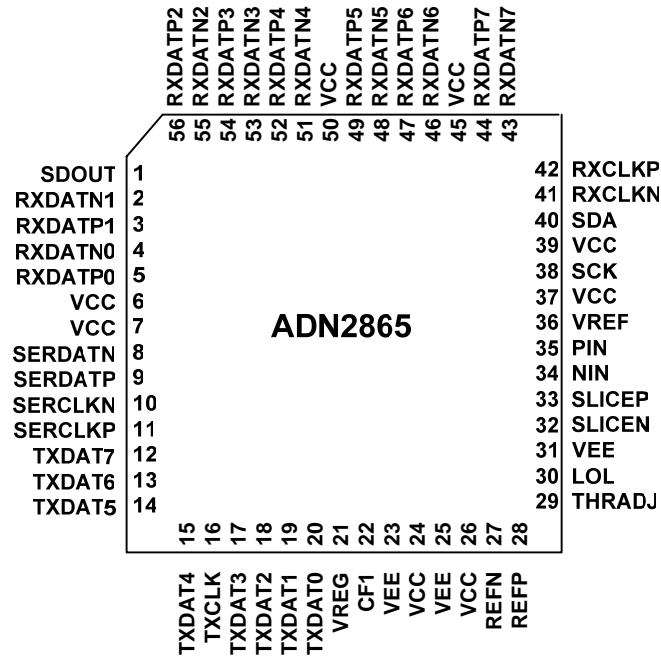 RXDATP2
RXDATN2
RXDATP3
RXDATN3
RXDATP4
RXDATN4
VCC
RXDATP5
RXDATN5
RXDATP6
RXDATN6
VCC
RXDATP7
RXDATN7
56
55
54
53
52
51
50
49
48
47
46
45
44
43
SDOUT 1
RXDATN1 2
RXDATP1 3
RXDATN0 4
RXDATP0 5
VCC 6
VCC 7
SERDATN 8
SERDATP 9
SERCLKN 10
SERCLKP 11
TXDAT7 12
TXDAT6 13
TXDAT5 14
ADN2865
42 RXCLKP
41 RXCLKN
40 SDA
39 VCC
38 SCK
37 VCC
36 VREF
35 PIN
34 NIN
33 SLICEP
32 SLICEN
31 VEE
30 LOL
29 THRADJ
15
16
17
18
19
20
21
22
23
24
25
26
27
28
TXDAT4
TXCLK
TXDAT3
TXDAT2
TXDAT1
TXDAT0
VREG
CF1
VEE
VCC
VEE
VCC
REFN
REFP